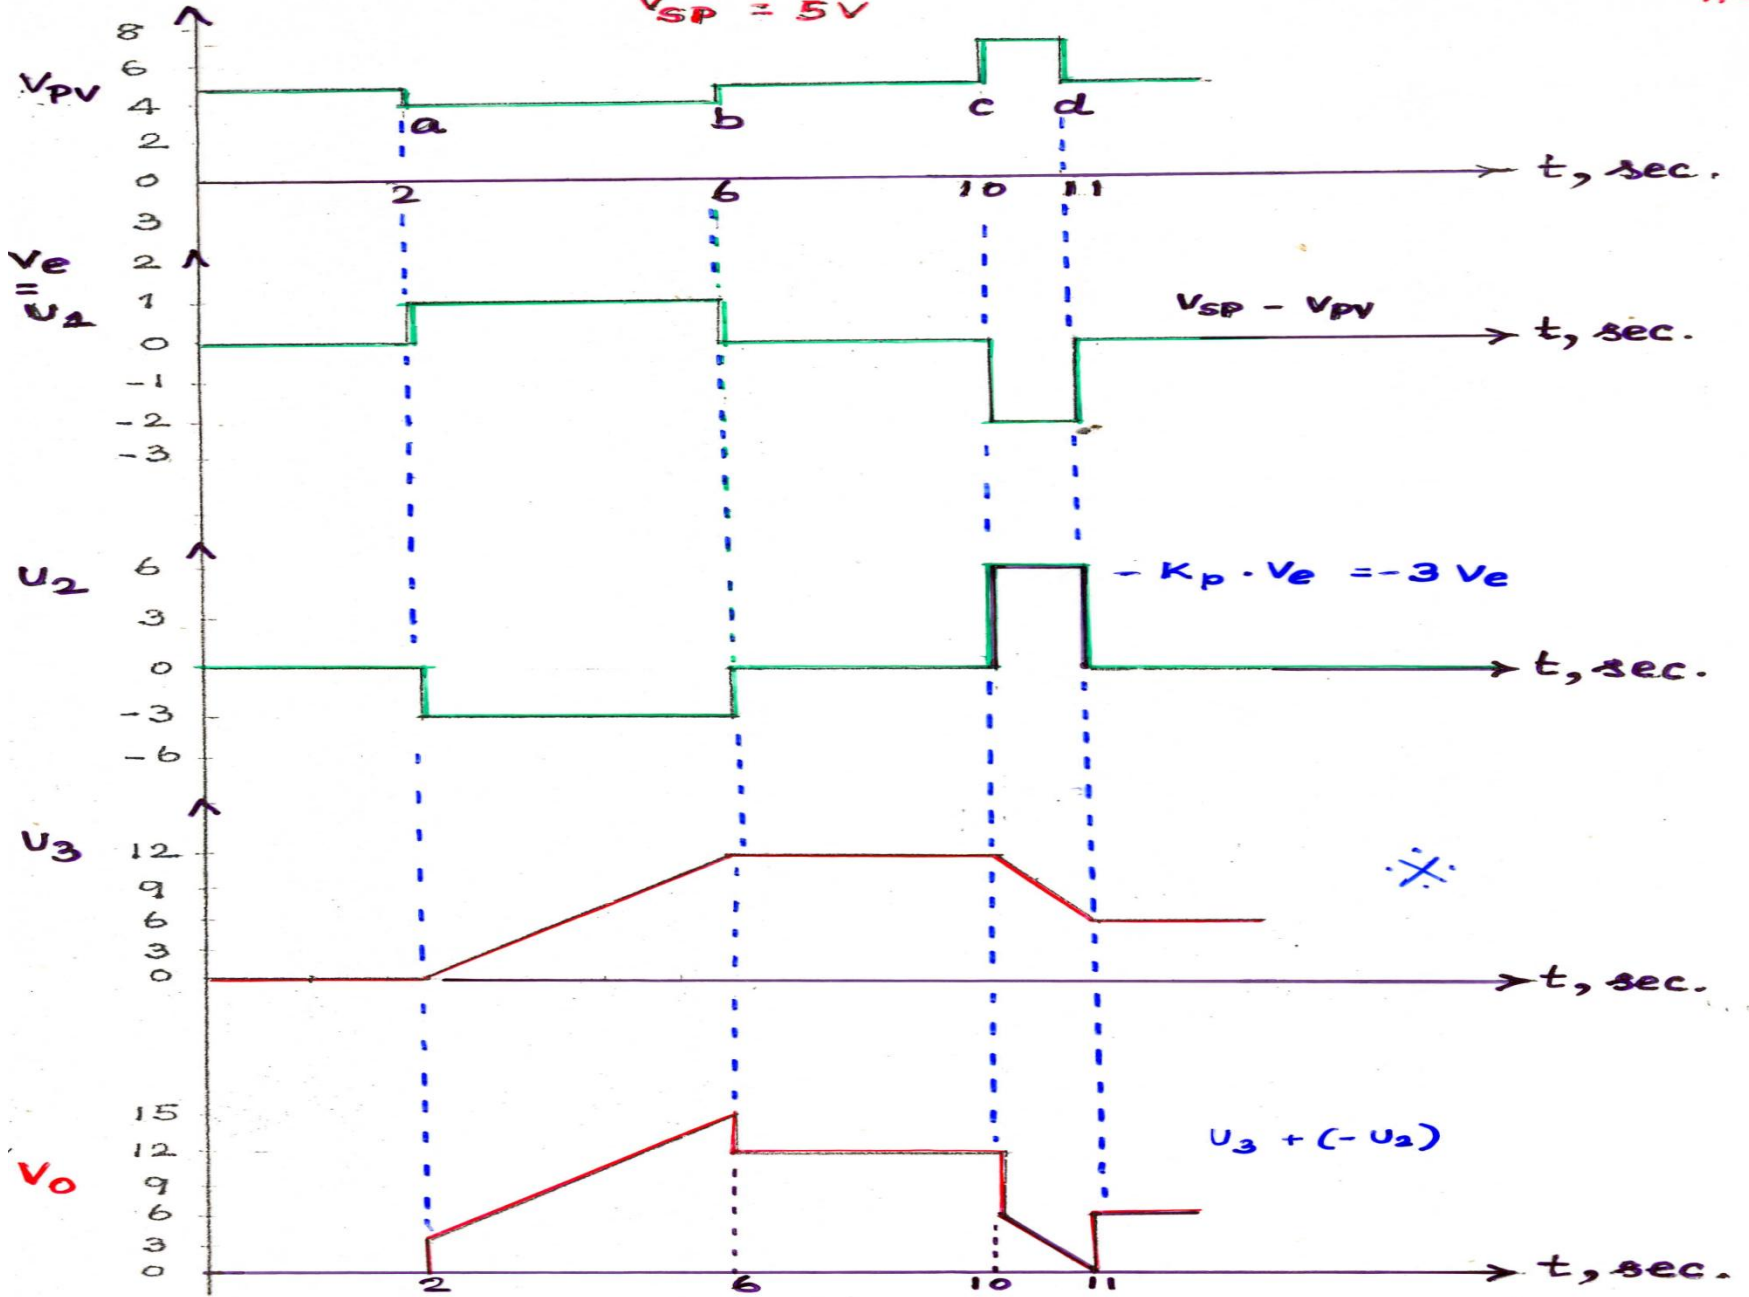 VSP = 5V
8
VPV
6
4
2
0
a
b
c
d
2
6
10
11
t, sec.
Ve
=
U1
3
2
1
0
-1
-2
-3
VSP - VPV
t, sec.
U2
6
3
0
-3
-6
- Kp . Ve = -3 Ve
t, sec.
U3
12
9
6
3
0
t, sec.
V0
15
12
9
6
3
0
U3 + (-U2)
2
6
10
11
t, sec.